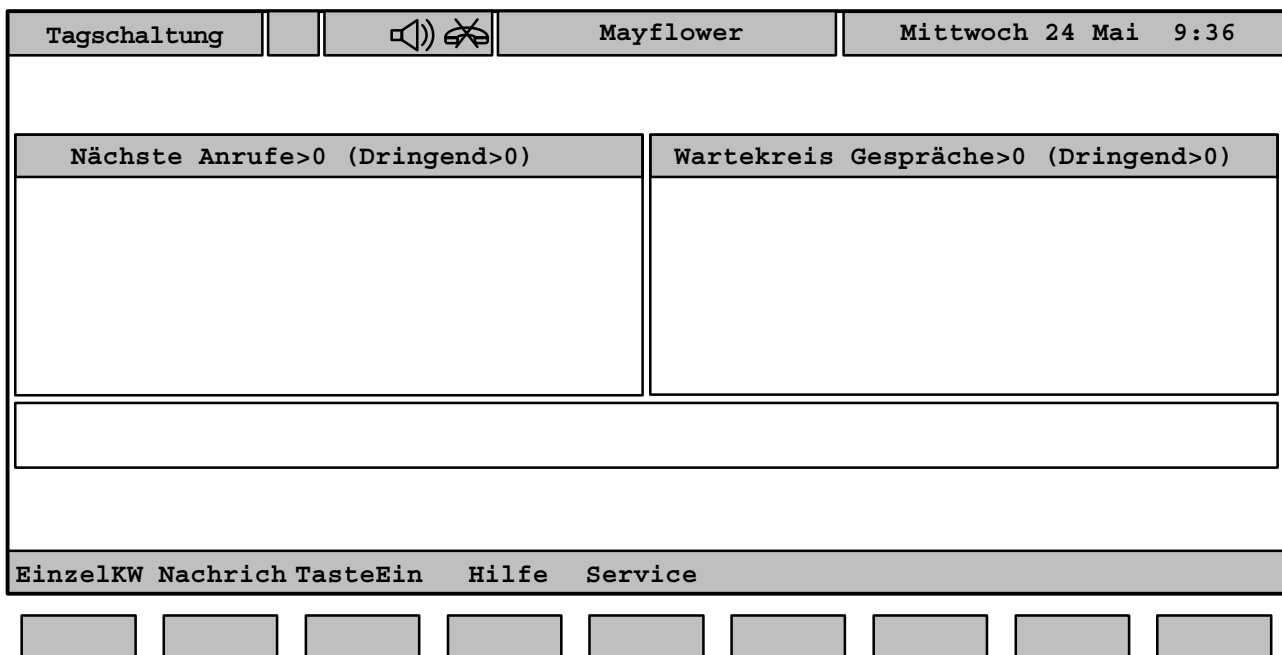 Tagschaltung Mayflower Mittwoch 24 Mai 9:36
Nächste Anrufe>0 (Dringend>0) Wartekreis Gespräche>0 (Dringend>0)
EinzelKW Nachrich TasteEin Hilfe Service